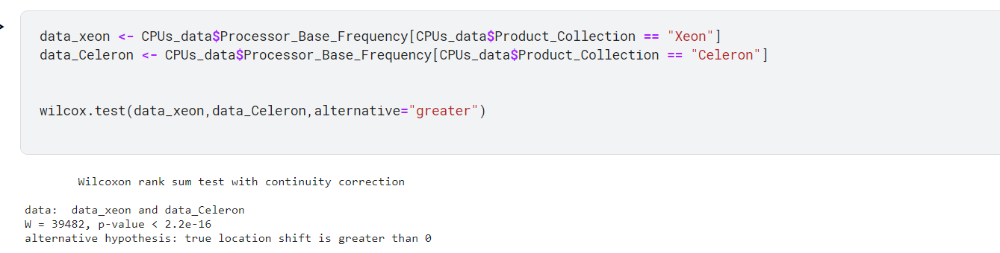 data_xeon <- CPUs_data$Processor_Base_Frequency[CPUs_data$Product_Collection == "Xeon"]
data_Celeron <- CPUs_data$Processor_Base_Frequency[CPUs_data$Product_Collection == "Celeron"]
wilcox.test(data_xeon,data_Celeron,alternative="greater")
Wilcoxon rank sum test with continuity correction
data:  data_xeon and data_Celeron
W = 39482, p-value < 2.2e-16
alternative hypothesis: true location shift is greater than 0